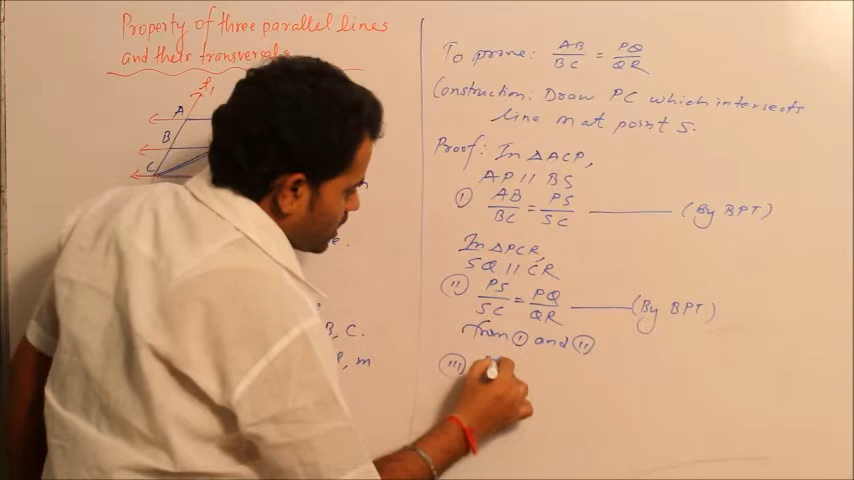 Property of three parallel lines
and their transversals
l1
A
B
C
B, C.
m
To prove: AB/BC = PQ/QR
Construction: Draw PC which intersects
line m at point S.
Proof: In △ACP,
AP || BS
(i) AB/BC = PS/SC ——— (By BPT)
In △PCR,
SQ || CR
(ii) PS/SC = PQ/QR ——— (By BPT)
from (i) and (ii)
(iii)